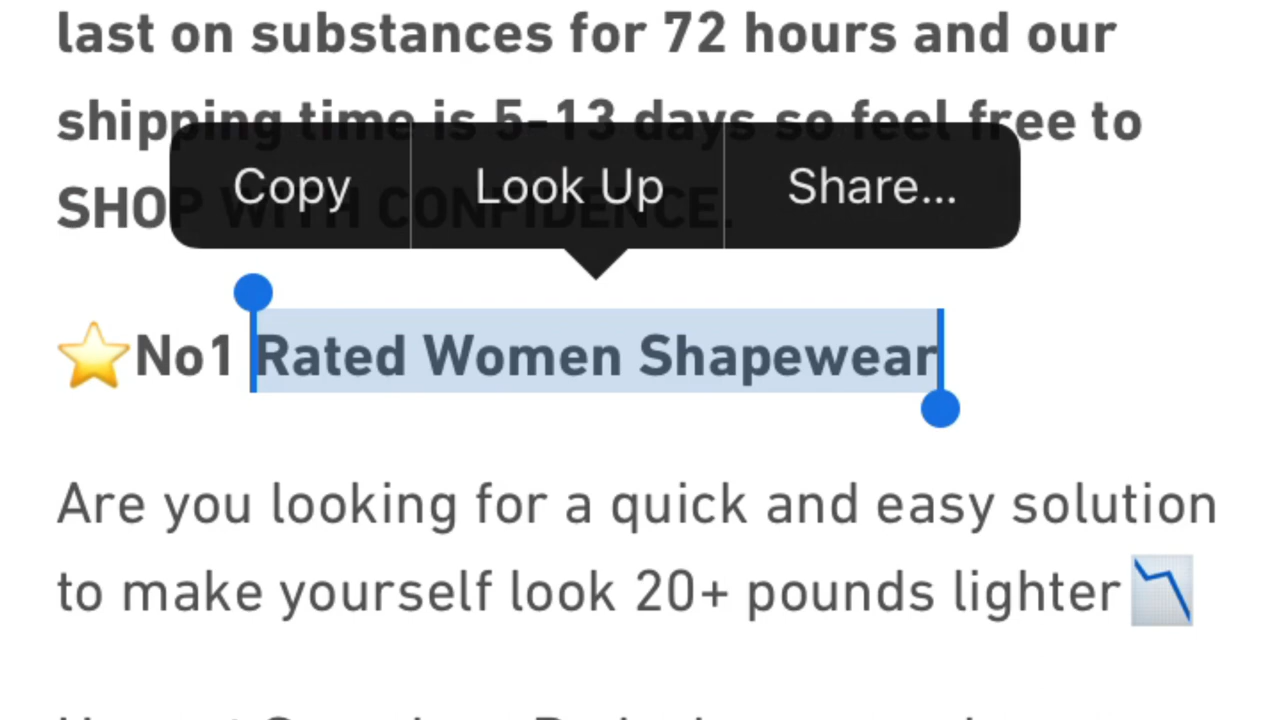 last on substances for 72 hours and our
shipping time is 5-13 days so feel free to
SHOP WITH CONFIDENCE.
Copy Look Up Share...
⭐No1 Rated Women Shapewear
Are you looking for a quick and easy solution
to make yourself look 20+ pounds lighter📉